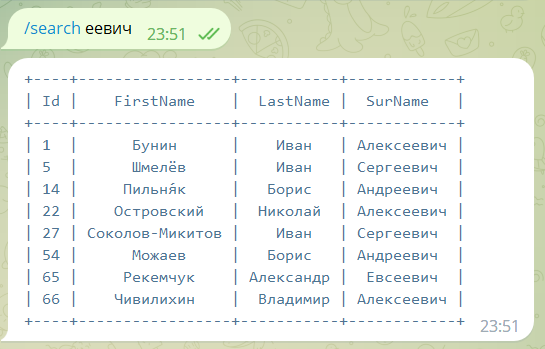 /search еевич 23:51
+----+-----------------+-----------+------------+
| Id |    FirstName    |  LastName |  SurName   |
+----+-----------------+-----------+------------+
| 1  |      Бунин      |    Иван   | Алексеевич |
| 5  |      Шмелёв     |    Иван   | Сергеевич  |
| 14 |     Пильня́к     |   Борис   | Андреевич  |
| 22 |    Островский   |  Николай  | Алексеевич |
| 27 | Соколов-Микитов |    Иван   | Сергеевич  |
| 54 |      Можаев     |   Борис   | Андреевич  |
| 65 |     Рекемчук    | Александр |  Евсеевич  |
| 66 |    Чивилихин    |  Владимир | Алексеевич |
+----+-----------------+-----------+------------+
23:51